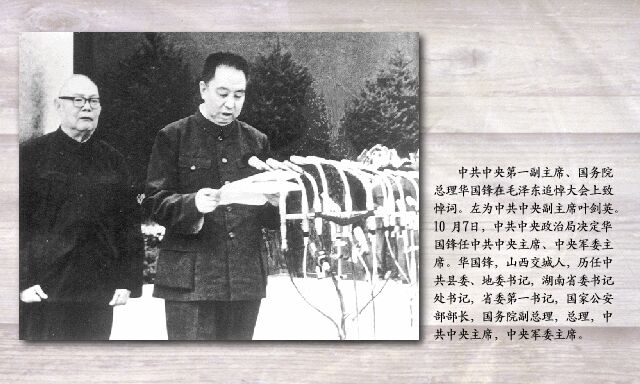 中共中央第一副主席、国务院
总理华国锋在毛泽东追悼大会上致
悼词。左为中共中央副主席叶剑英。
10月7日，中共中央政治局决定华
国锋任中共中央主席、中央军委主
席。华国锋，山西交城人，历任中
共县委、地委书记，湖南省委书记
处书记，省委第一书记，国家公安
部部长，国务院副总理，总理，中
共中央主席，中央军委主席。